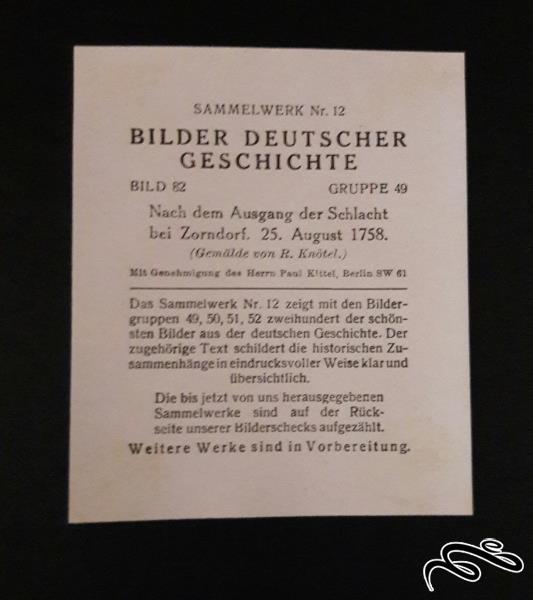 SAMMELWERK Nr. 12
BILDER DEUTSCHER
GESCHICHTE
BILD 82 GRUPPE 49
Nach dem Ausgang der Schlacht
bei Zorndorf. 25. August 1758.
(Gemälde von R. Knötel.)
Mit Genehmigung des Herrn Paul Kittel, Berlin SW 61
Das Sammelwerk Nr. 12 zeigt mit den Bilder-
gruppen 49, 50, 51, 52 zweihundert der schön-
sten Bilder aus der deutschen Geschichte. Der
zugehörige Text schildert die historischen Zu-
sammenhänge in eindrucksvoller Weise klar und
übersichtlich.
Die bis jetzt von uns herausgegebenen
Sammelwerke sind auf der Rück-
seite unserer Bilderschecks aufgezählt.
Weitere Werke sind in Vorbereitung.